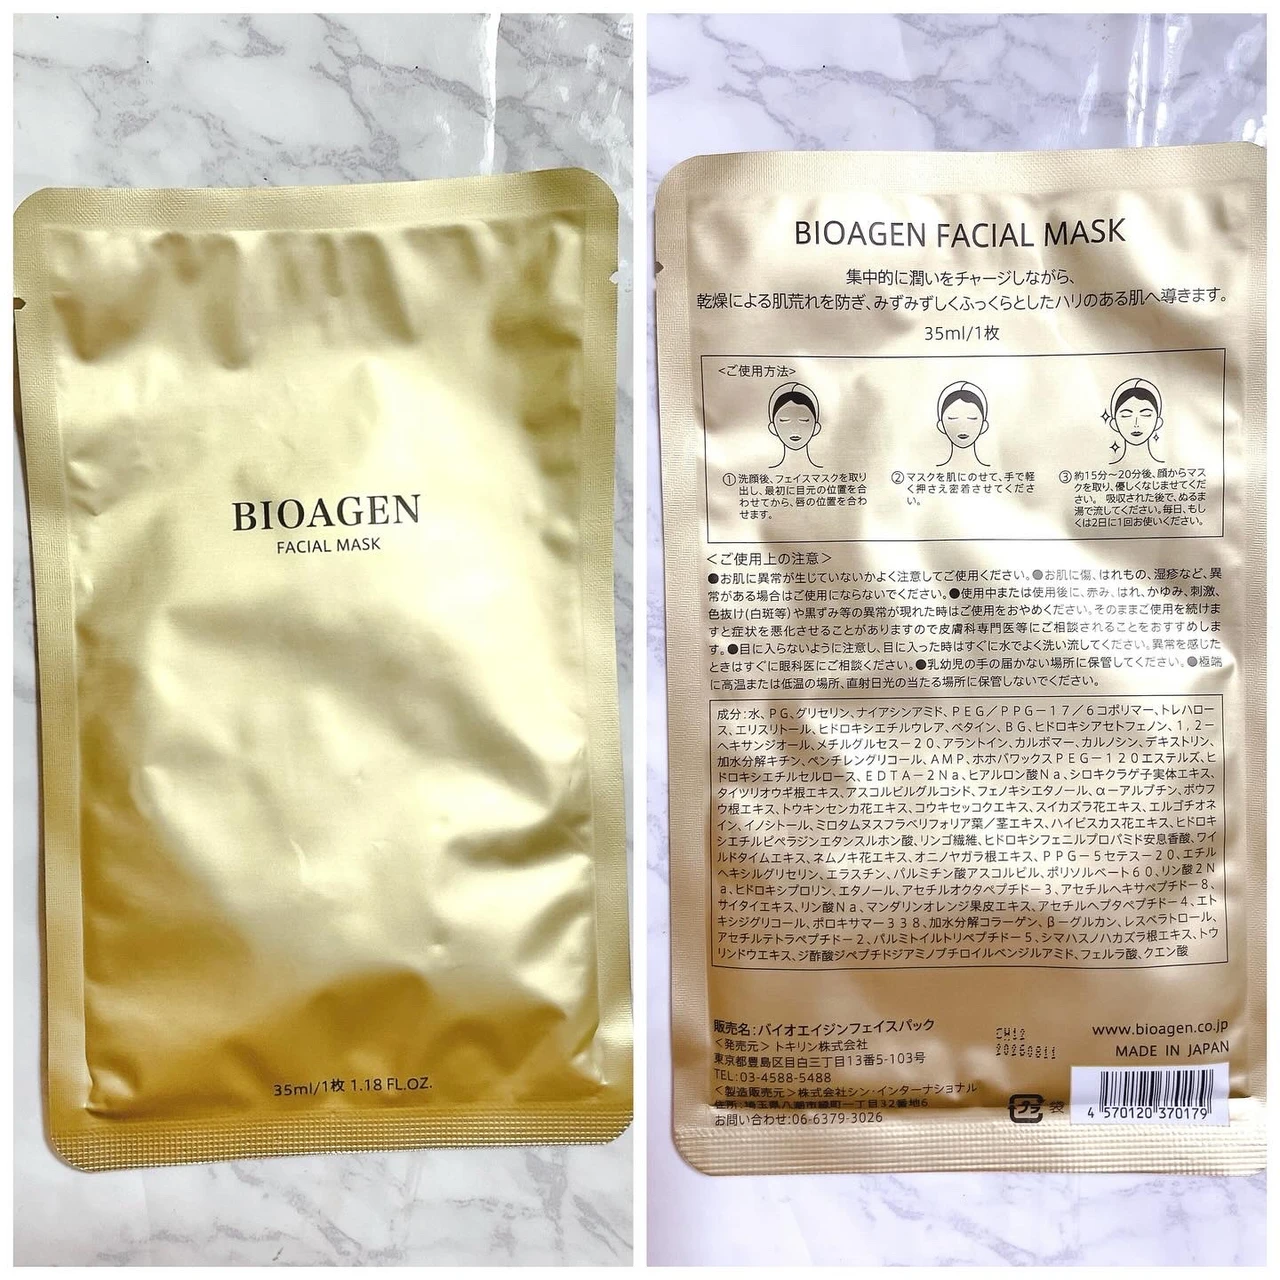 BIOAGEN
FACIAL MASK
35ml/1枚 1.18 FL.OZ.
BIOAGEN FACIAL MASK
集中的に潤いをチャージしながら、
乾燥による肌荒れを防ぎ、みずみずしくふっくらとしたハリのある肌へ導きます。
35ml/1枚
<ご使用方法>
①洗顔後、フェイスマスクを取り
出し、最初に目元の位置を合
わせてから、唇の位置を合わ
せます。
②マスクを肌にのせて、手で軽
く押さえ密着させてくださ
い。
③約15分〜20分後、顔からマス
クを取り、優しくなじませてくだ
さい。 吸収された後で、ぬるま
湯で流してください。毎日、もし
くは2日に1回お使いください。
<ご使用上の注意>
●お肌に異常が生じていないかよく注意してご使用ください。●お肌に傷、はれもの、湿疹など、異
常がある場合はご使用にならないでください。●使用中または使用後に、赤み、はれ、かゆみ、刺激、
色抜け(白斑等)や黒ずみ等の異常が現れた時はご使用をおやめください。そのままご使用を続けま
すと症状を悪化させることがありますので皮膚科専門医等にご相談されることをおすすめしま
す。●目に入らないように注意し、目に入った時はすぐに水でよく洗い流してください。異常を感じた
ときはすぐに眼科医にご相談ください。●乳幼児の手の届かない場所に保管してください。●極端
に高温または低温の場所、直射日光の当たる場所に保管しないでください。
成分:水、PG、グリセリン、ナイアシンアミド、PEG/PPG−17/6コポリマー、トレハロー
ス、エリスリトール、ヒドロキシエチルウレア、ベタイン、BG、ヒドロキシアセトフェノン、1,2−
ヘキサンジオール、メチルグルセス−20、アラントイン、カルボマー、カルノシン、デキストリン、
加水分解キチン、ペンチレングリコール、AMP、ホホバワックスPEG−120エステルズ、ヒ
ドロキシエチルセルロース、EDTA−2Na、ヒアルロン酸Na、シロキクラゲ子実体エキス、
タイツリオウギ根エキス、アスコルビルグルコシド、フェノキシエタノール、α−アルブチン、ボウフ
ウ根エキス、トウキンセンカ花エキス、コウキセッコクエキス、スイカズラ花エキス、エルゴチオネ
イン、イノシトール、ミロタムヌスフラベリフォリア葉/茎エキス、ハイビスカス花エキス、ヒドロキ
シエチルピペラジンエタンスルホン酸、リンゴ繊維、ヒドロキシフェニルプロパミド安息香酸、ワイ
ルドタイムエキス、ネムノキ花エキス、オニノヤガラ根エキス、PPG−5セテス−20、エチル
ヘキシルグリセリン、エラスチン、パルミチン酸アスコルビル、ポリソルベート60、リン酸2N
a、ヒドロキシプロリン、エタノール、アセチルオクタペプチド−3、アセチルヘキサペプチド−8、
サイタイエキス、リン酸Na、マンダリンオレンジ果皮エキス、アセチルヘプタペプチド−4、エト
キシジグリコール、ポロキサマー338、加水分解コラーゲン、β−グルカン、レスベラトロール、
アセチルテトラペプチド−2、パルミトイルトリペプチド−5、シマハスノハカズラ根エキス、トウ
リンドウエキス、ジ酢酸ジペプチドジアミノブチロイルベンジルアミド、フェルラ酸、クエン酸
販売名:バイオエイジンフェイスパック
<発売元>トキリン株式会社
東京都豊島区目白三丁目13番5-103号
TEL:03-4588-5488
<製造販売元>株式会社シン・インターナショナル
住所:埼玉県八潮市緑町一丁目32番地6
お問い合わせ:06-6379-3026
CH12
20260811
www.bioagen.co.jp
MADE IN JAPAN
プラ 袋
4 570120 370179